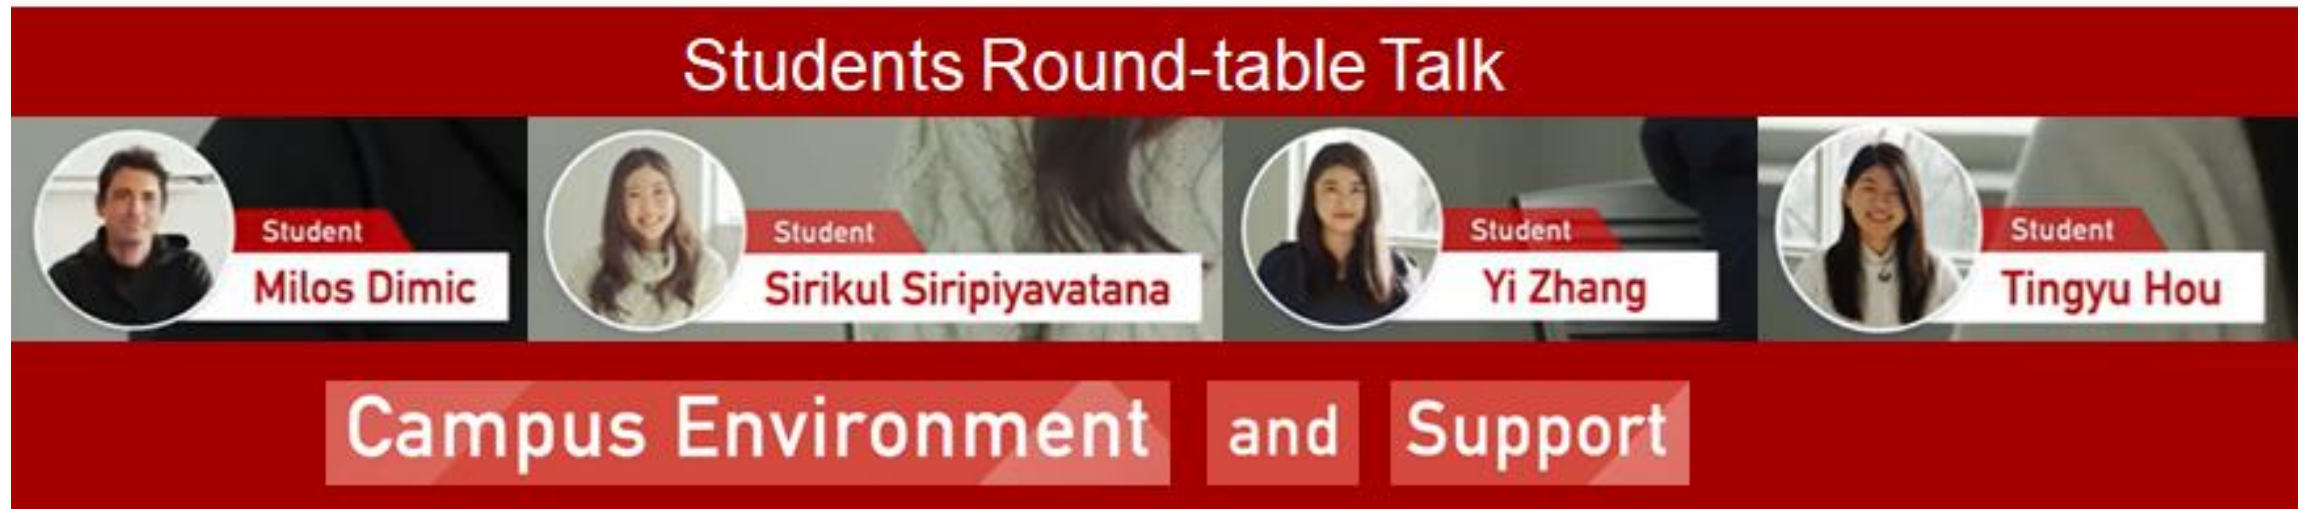 Students Round-table Talk
Student
Milos Dimic
Student
Sirikul Siripiyavatana
Student
Yi Zhang
Student
Tingyu Hou
Campus Environment and Support